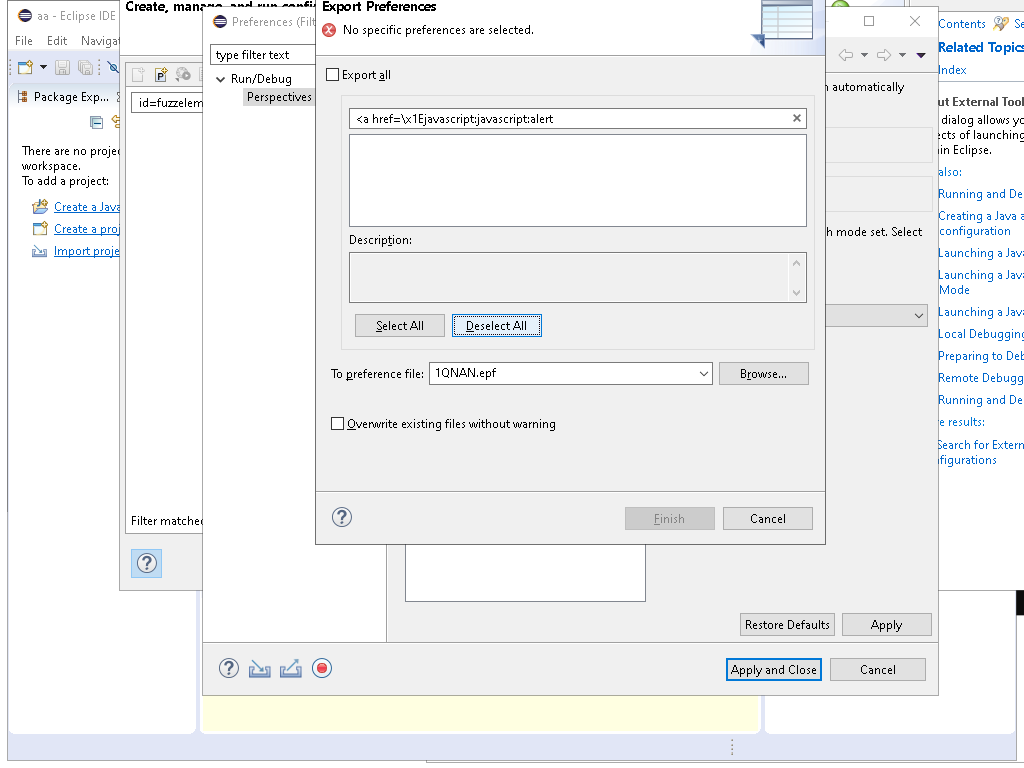 aa - Eclipse IDE
File Edit Navigat
Package Exp...
There are no proje
workspace.
To add a project:
Create a Java
Create a proj
Import proje
Create, manage, and run config
id=fuzzelem
Filter matched
Preferences (Filt
type filter text
Run/Debug
Perspectives
Export Preferences
No specific preferences are selected.
Export all
<a href=\x1Ejavascript:javascript:alert
Description:
Select All
Deselect All
To preference file:
1QNAN.epf
Browse...
Overwrite existing files without warning
Finish
Cancel
n automatically
h mode set. Select
Restore Defaults
Apply
Apply and Close
Cancel
Contents
Se
Related Topics
Index
ut External Tool
dialog allows yo
ects of launching
in Eclipse.
also:
Running and De
Creating a Java a
configuration
Launching a Java
Launching a Java
Mode
Launching a Java
Local Debugging
Preparing to Deb
Remote Debugg
Running and De
re results:
Search for Extern
figurations